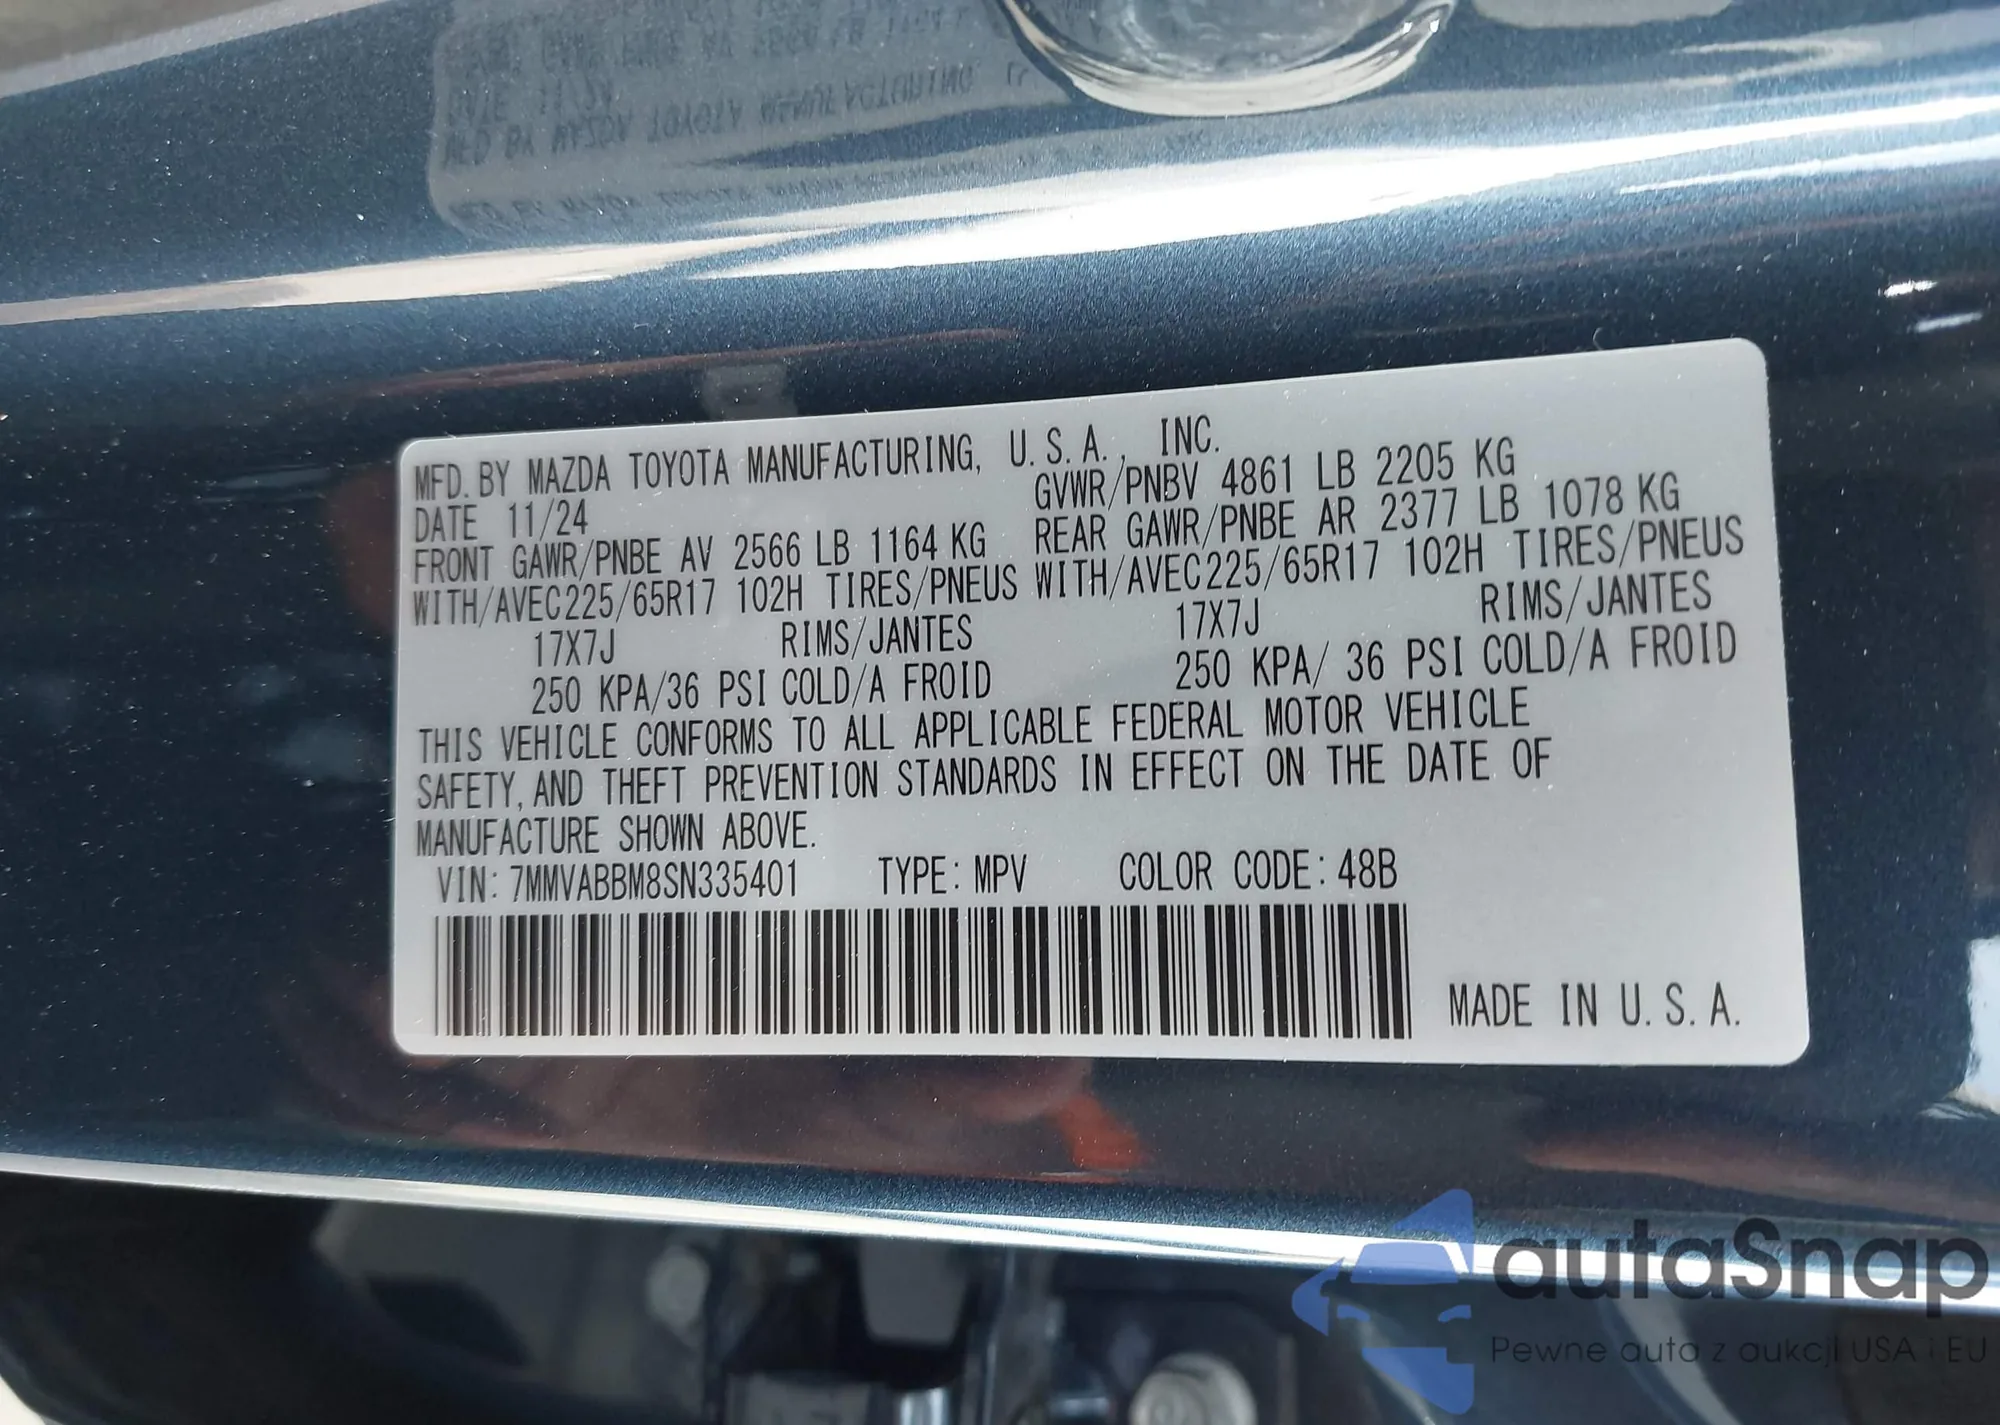 MFD. BY MAZDA TOYOTA MANUFACTURING, U.S.A., INC.
DATE 11/24 GVWR/PNBV 4861 LB 2205 KG
FRONT GAWR/PNBE AV 2566 LB 1164 KG REAR GAWR/PNBE AR 2377 LB 1078 KG
WITH/AVEC225/65R17 102H TIRES/PNEUS WITH/AVEC225/65R17 102H TIRES/PNEUS
17X7J RIMS/JANTES 17X7J RIMS/JANTES
250 KPA/36 PSI COLD/A FROID 250 KPA/ 36 PSI COLD/A FROID
THIS VEHICLE CONFORMS TO ALL APPLICABLE FEDERAL MOTOR VEHICLE
SAFETY, AND THEFT PREVENTION STANDARDS IN EFFECT ON THE DATE OF
MANUFACTURE SHOWN ABOVE.
VIN: 7MMVABBM8SN335401 TYPE: MPV COLOR CODE: 48B
MADE IN U.S.A.
autaSnap
Pewne auta z aukcji USA i EU